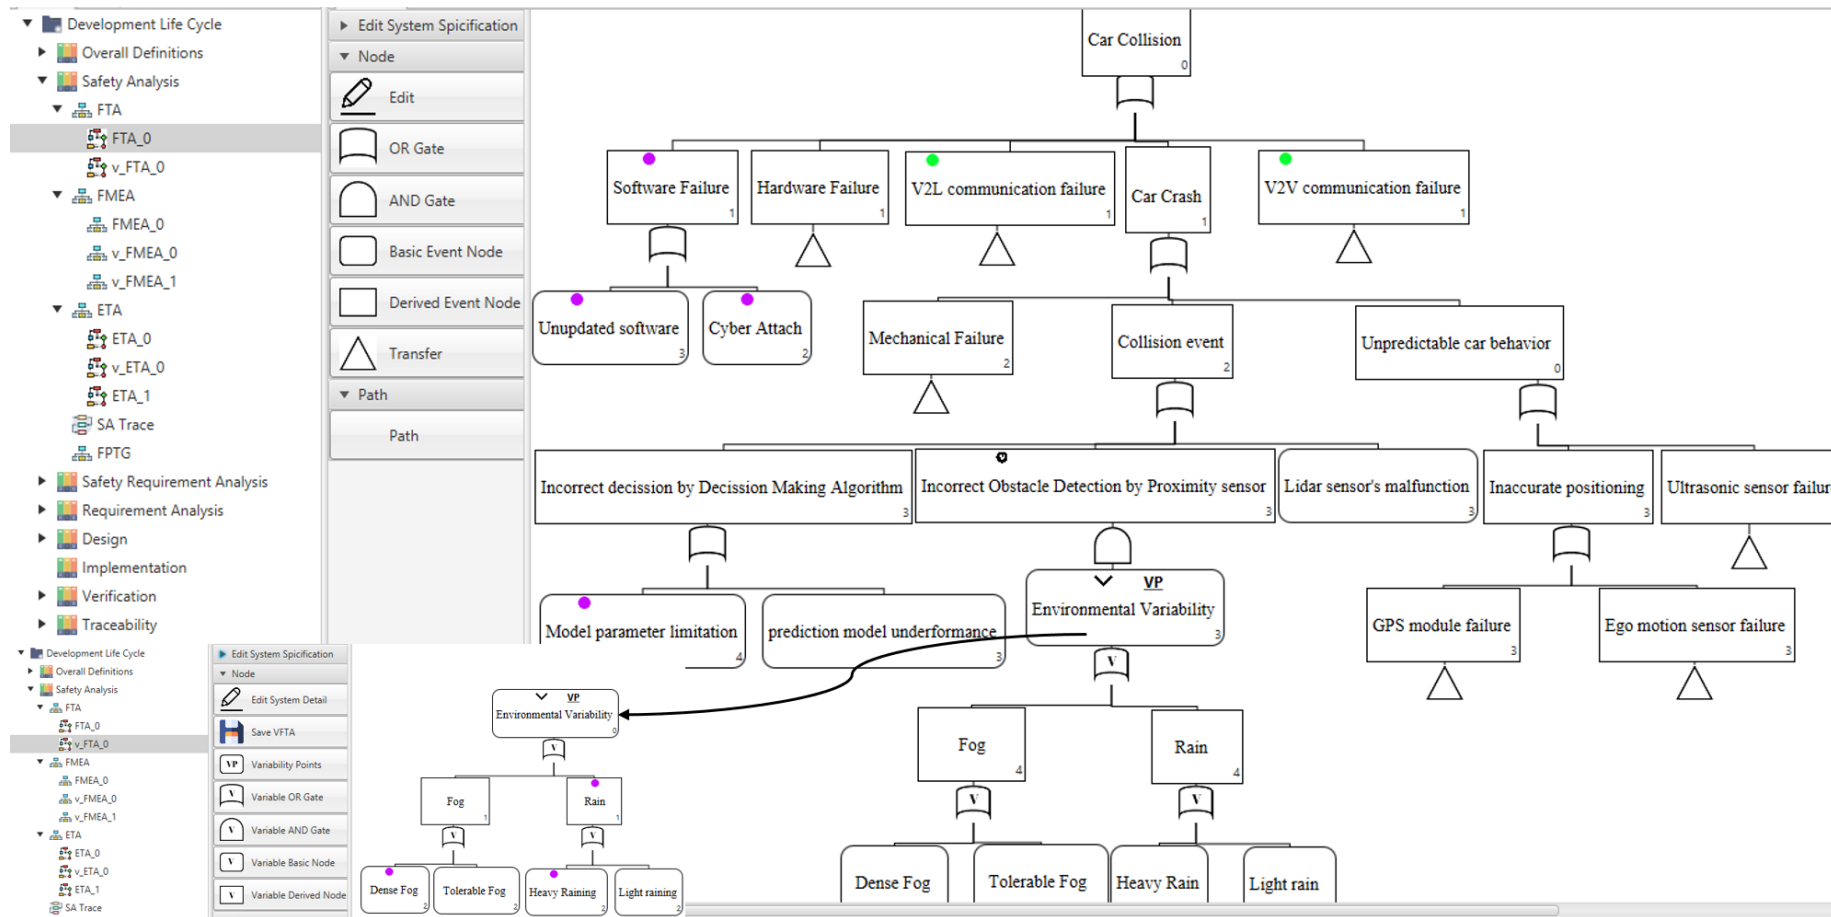 Development Life Cycle
Overall Definitions
Safety Analysis
FTA
FTA_0
v_FTA_0
FMEA
FMEA_0
v_FMEA_0
v_FMEA_1
ETA
ETA_0
v_ETA_0
ETA_1
SA Trace
FPTG
Safety Requirement Analysis
Requirement Analysis
Design
Implementation
Verification
Traceability
Edit System Spicification
Node
Edit
OR Gate
AND Gate
Basic Event Node
Derived Event Node
Transfer
Path
Path
Car Collision
0
Software Failure
1
Hardware Failure
1
V2L communication failure
1
Car Crash
1
V2V communication failure
1
Unupdated software
3
Cyber Attach
2
Mechanical Failure
2
Collision event
2
Unpredictable car behavior
0
Incorrect decission by Decission Making Algorithm
3
Incorrect Obstacle Detection by Proximity sensor
3
Lidar sensor's malfunction
3
Inaccurate positioning
3
Ultrasonic sensor failur
Model parameter limitation
4
prediction model underformance
3
VP
Environmental Variability
3
V
GPS module failure
3
Ego motion sensor failure
3
Fog
4
Rain
4
V
V
Dense Fog
Tolerable Fog
Heavy Rain
Light rain
Development Life Cycle
Overall Definitions
Safety Analysis
FTA
FTA_0
v_FTA_0
FMEA
FMEA_0
v_FMEA_0
v_FMEA_1
ETA
ETA_0
v_ETA_0
ETA_1
SA Trace
Edit System Spicification
Node
Edit System Detail
Save VFTA
VP Variability Points
V Variable OR Gate
V Variable AND Gate
V Variable Basic Node
V Variable Derived Node
VP
Environmental Variability
0
V
Fog
1
Rain
1
V
V
Dense Fog
2
Tolerable Fog
2
Heavy Raining
2
Light raining
2